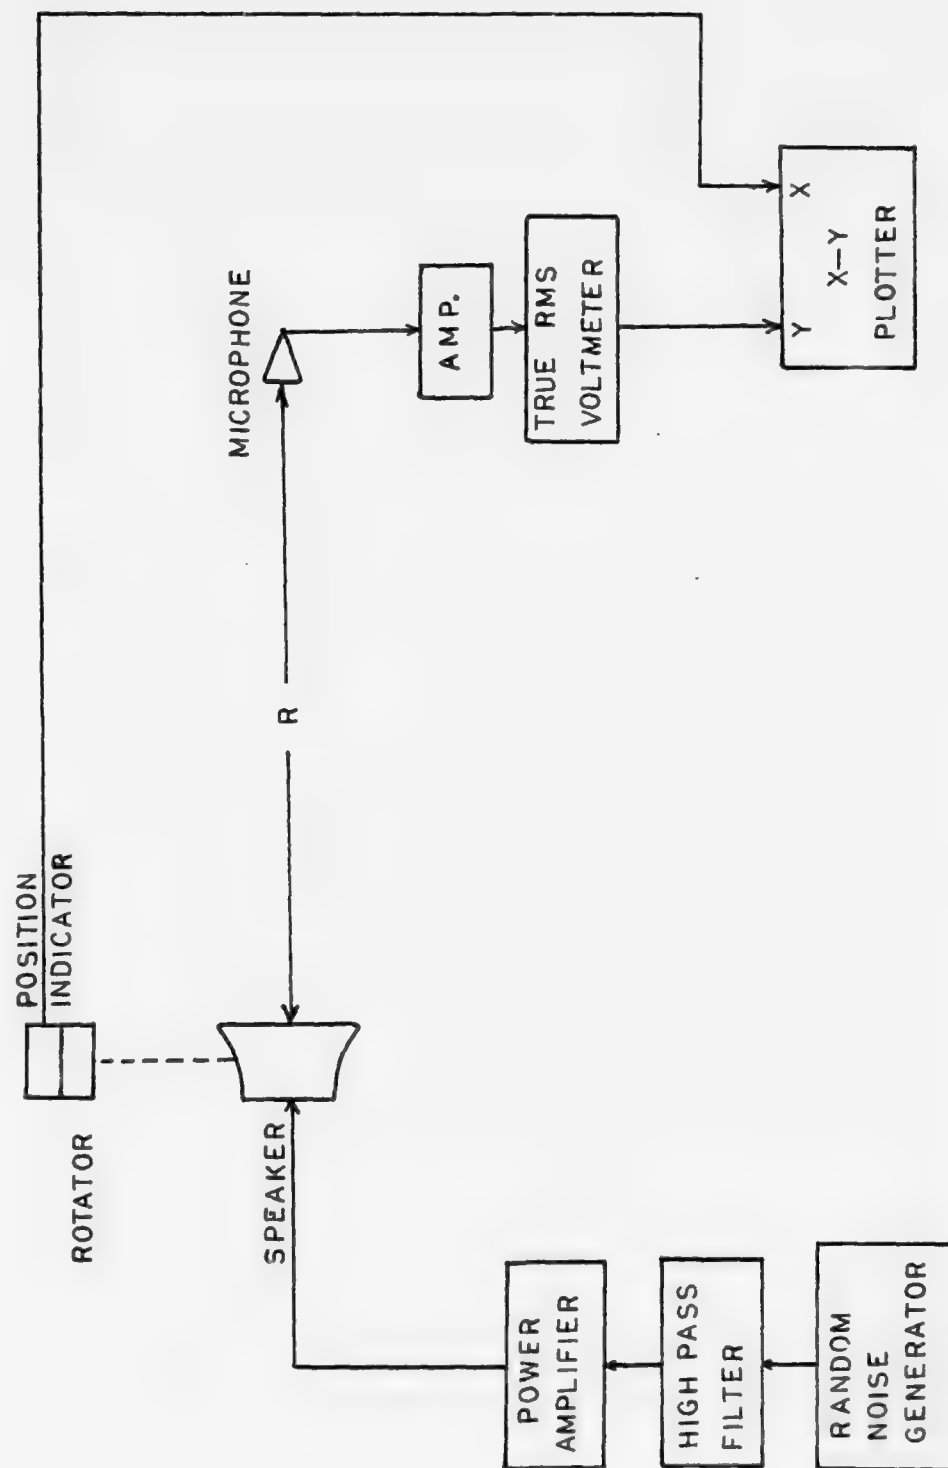 POSITION
INDICATOR
ROTATOR
SPEAKER
R
MICROPHONE
AMP.
TRUE RMS
VOLTMETER
Y
X
X-Y
PLOTTER
POWER
AMPLIFIER
HIGH PASS
FILTER
RANDOM
NOISE
GENERATOR